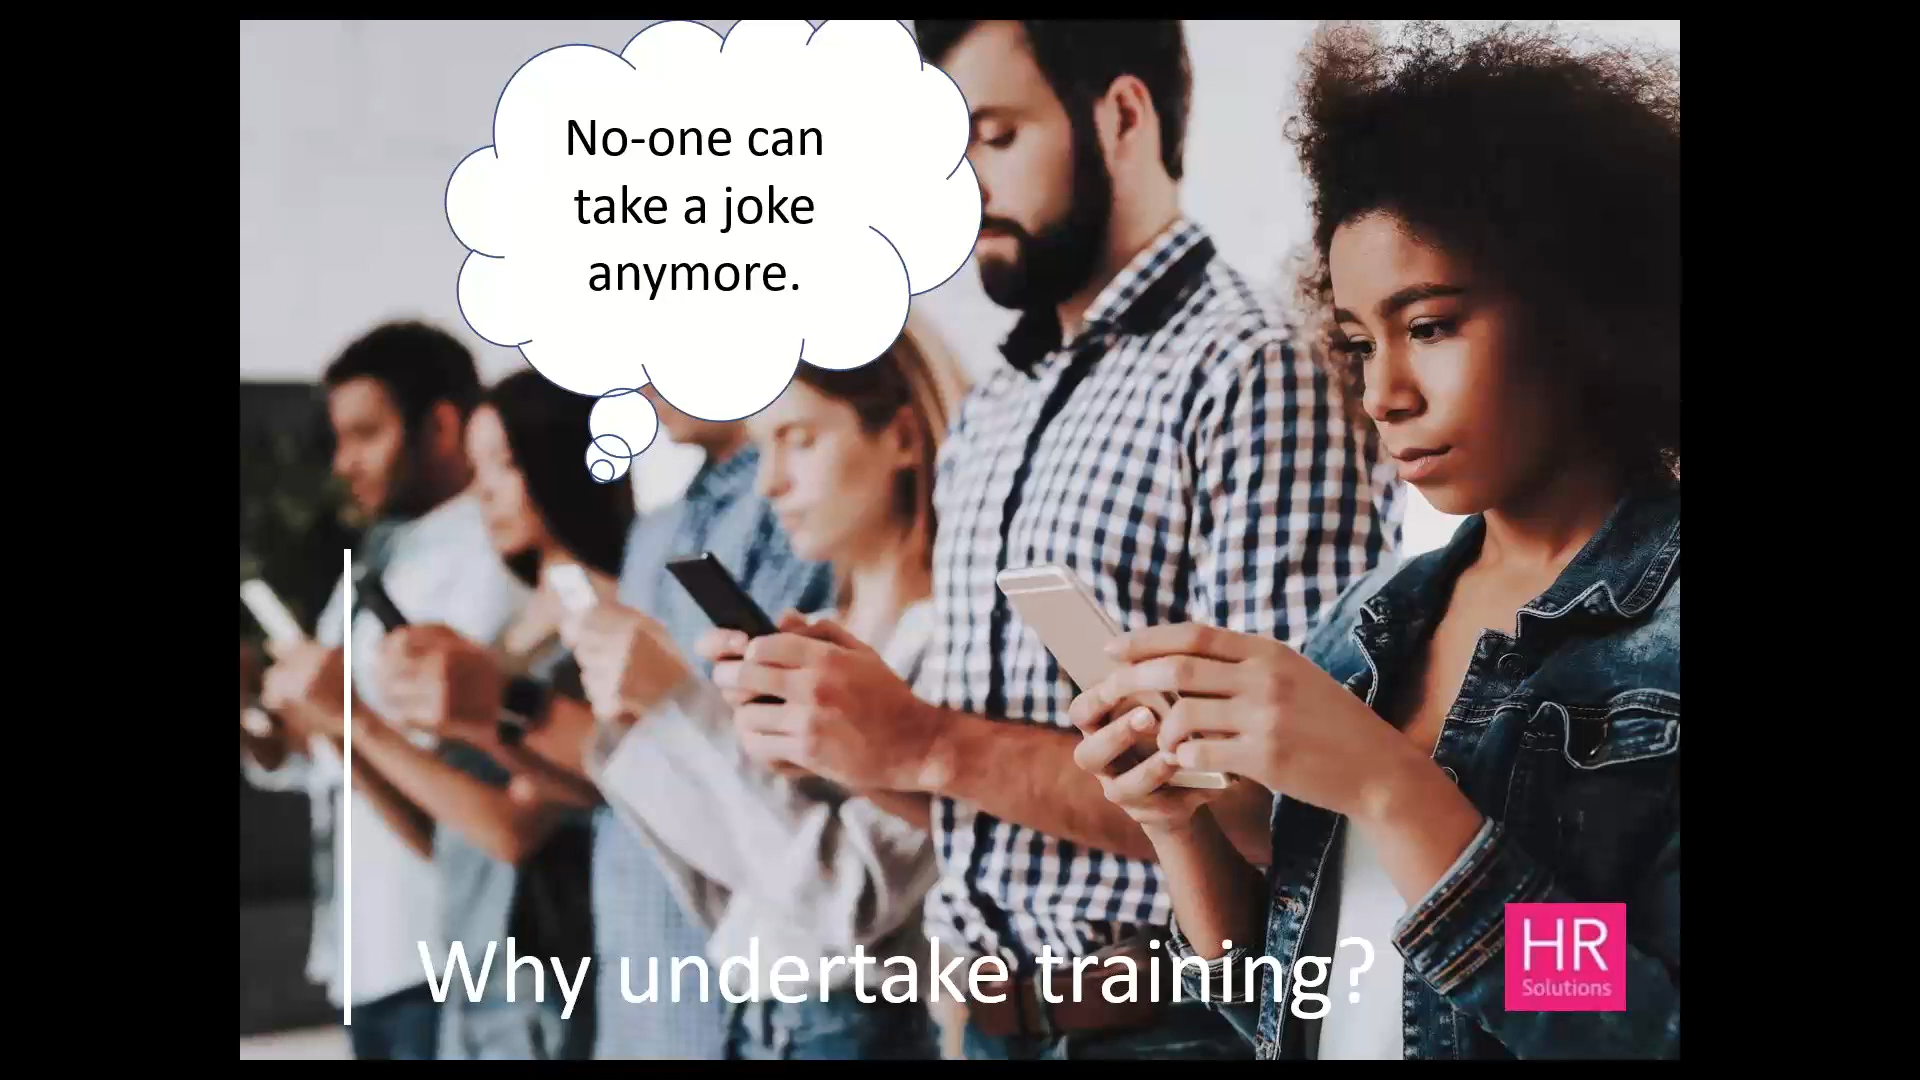 No-one can
take a joke
anymore.
Why undertake training?
HR
Solutions